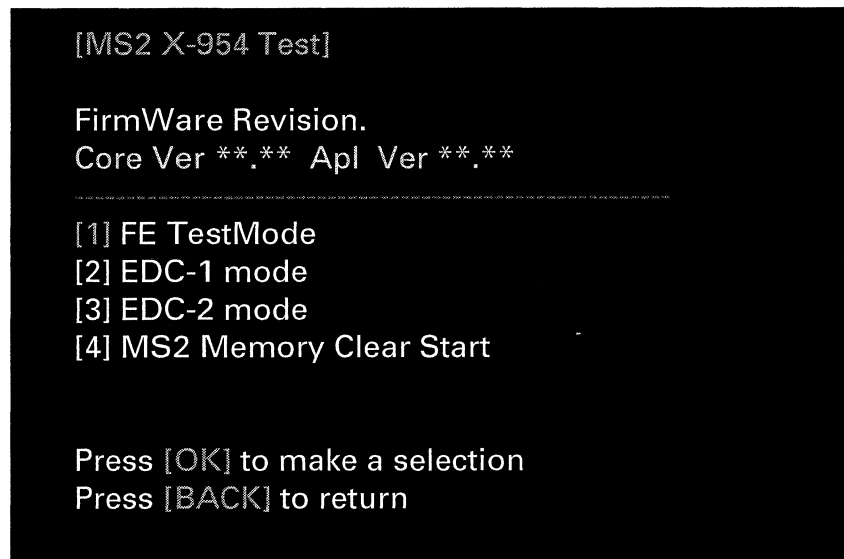 [MS2 X-954 Test]
FirmWare Revision.
Core Ver **.** Apl Ver **.**
[1] FE TestMode
[2] EDC-1 mode
[3] EDC-2 mode
[4] MS2 Memory Clear Start
Press [OK] to make a selection
Press [BACK] to return